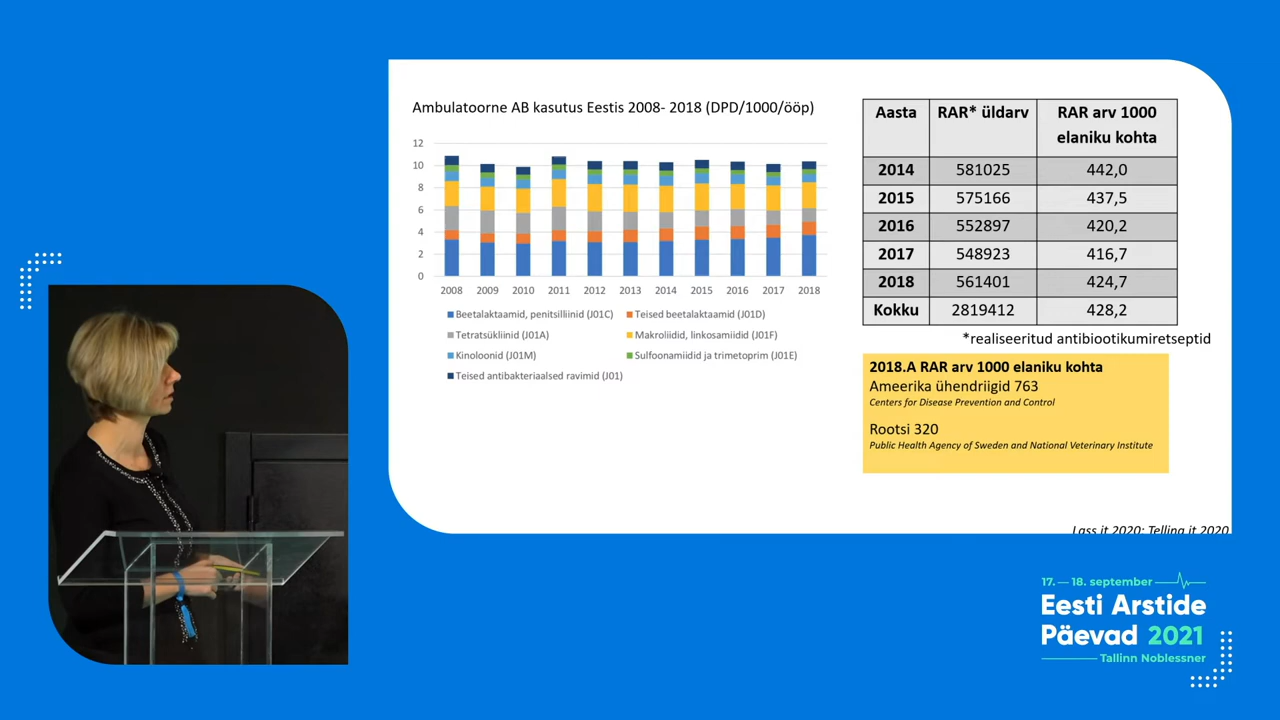 Ambulatoorne AB kasutus Eestis 2008- 2018 (DPD/1000/ööp)
12
10
8
6
4
2
0
2008 2009 2010 2011 2012 2013 2014 2015 2016 2017 2018
Beetalaktaamid, penitsilliinid (J01C) Teised beetalaktaamid (J01D)
Tetratsükliinid (J01A) Makroliidid, linkosamiidid (J01F)
Kinoloonid (J01M) Sulfoonamiidid ja trimetoprim (J01E)
Teised antibakteriaalsed ravimid (J01)
Aasta RAR* üldarv RAR arv 1000
elaniku kohta
2014 581025 442,0
2015 575166 437,5
2016 552897 420,2
2017 548923 416,7
2018 561401 424,7
Kokku 2819412 428,2
*realiseeritud antibiootikumiretseptid
2018.A RAR arv 1000 elaniku kohta
Ameerika ühendriigid 763
Centers for Disease Prevention and Control
Rootsi 320
Public Health Agency of Sweden and National Veterinary Institute
Lass jt 2020; Telling jt 2020
17. — 18. september
Eesti Arstide
Päevad 2021
Tallinn Noblessner